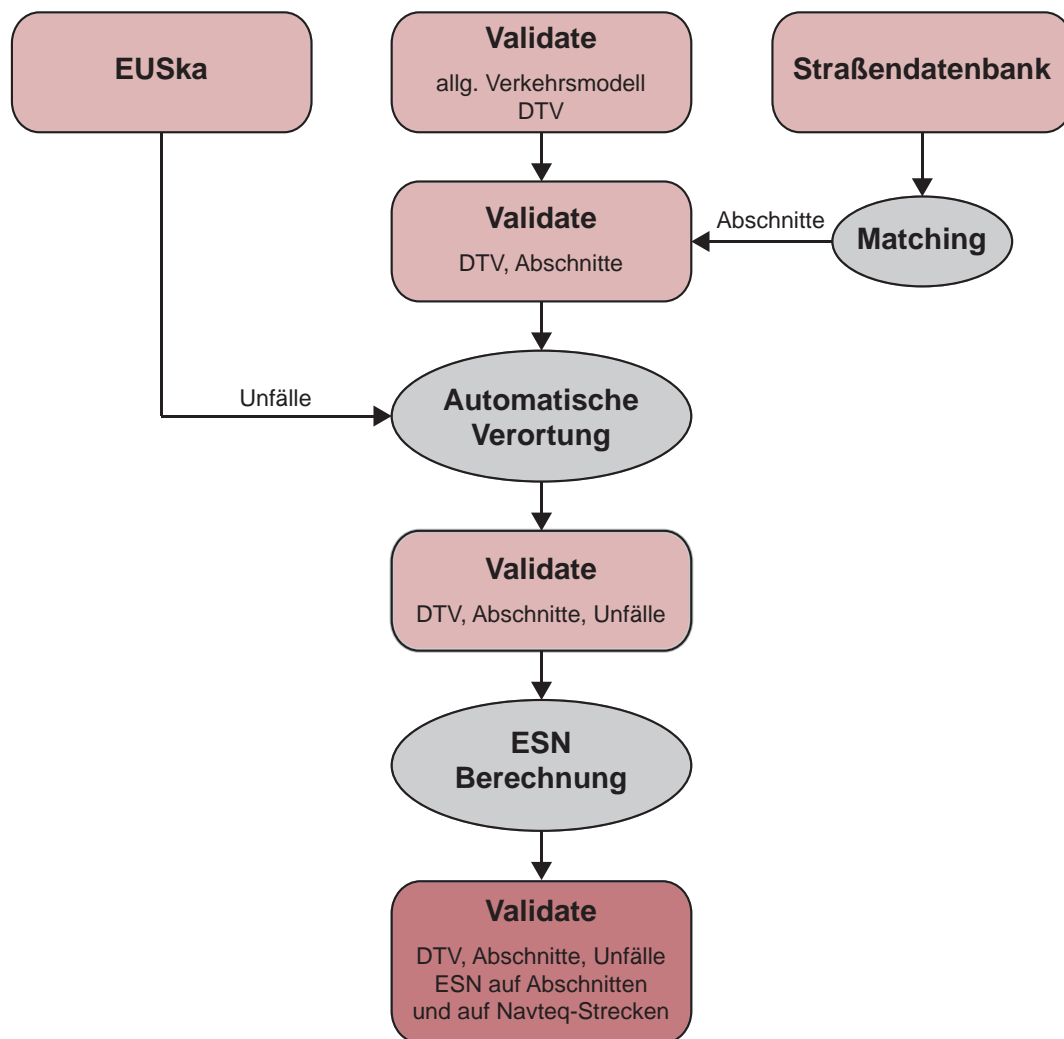 EUSka
Validate
allg. Verkehrsmodell
DTV
Straßendatenbank
Validate
DTV, Abschnitte
Abschnitte
Matching
Unfälle
Automatische
Verortung
Validate
DTV, Abschnitte, Unfälle
ESN
Berechnung
Validate
DTV, Abschnitte, Unfälle
ESN auf Abschnitten
und auf Navteq-Strecken